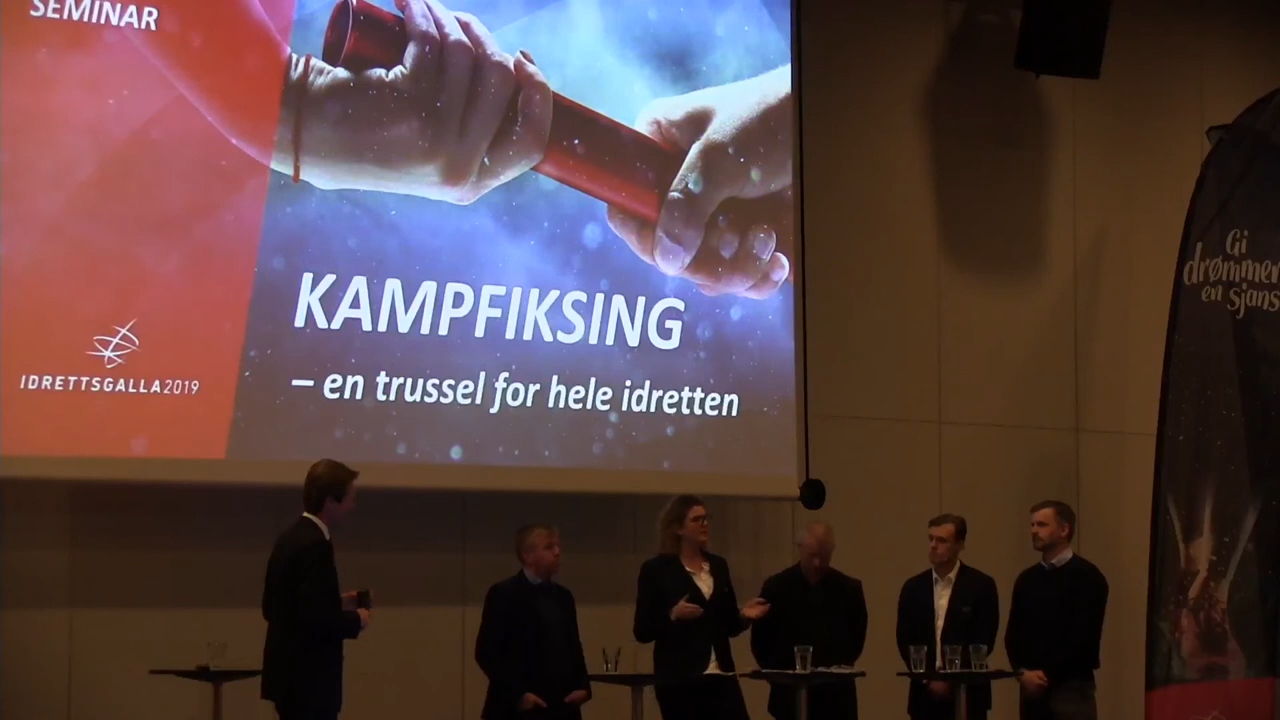 SEMINAR
KAMPFIKSING
– en trussel for hele idretten
IDRETTSGALLA2019
Gi
drømmer
en sjans